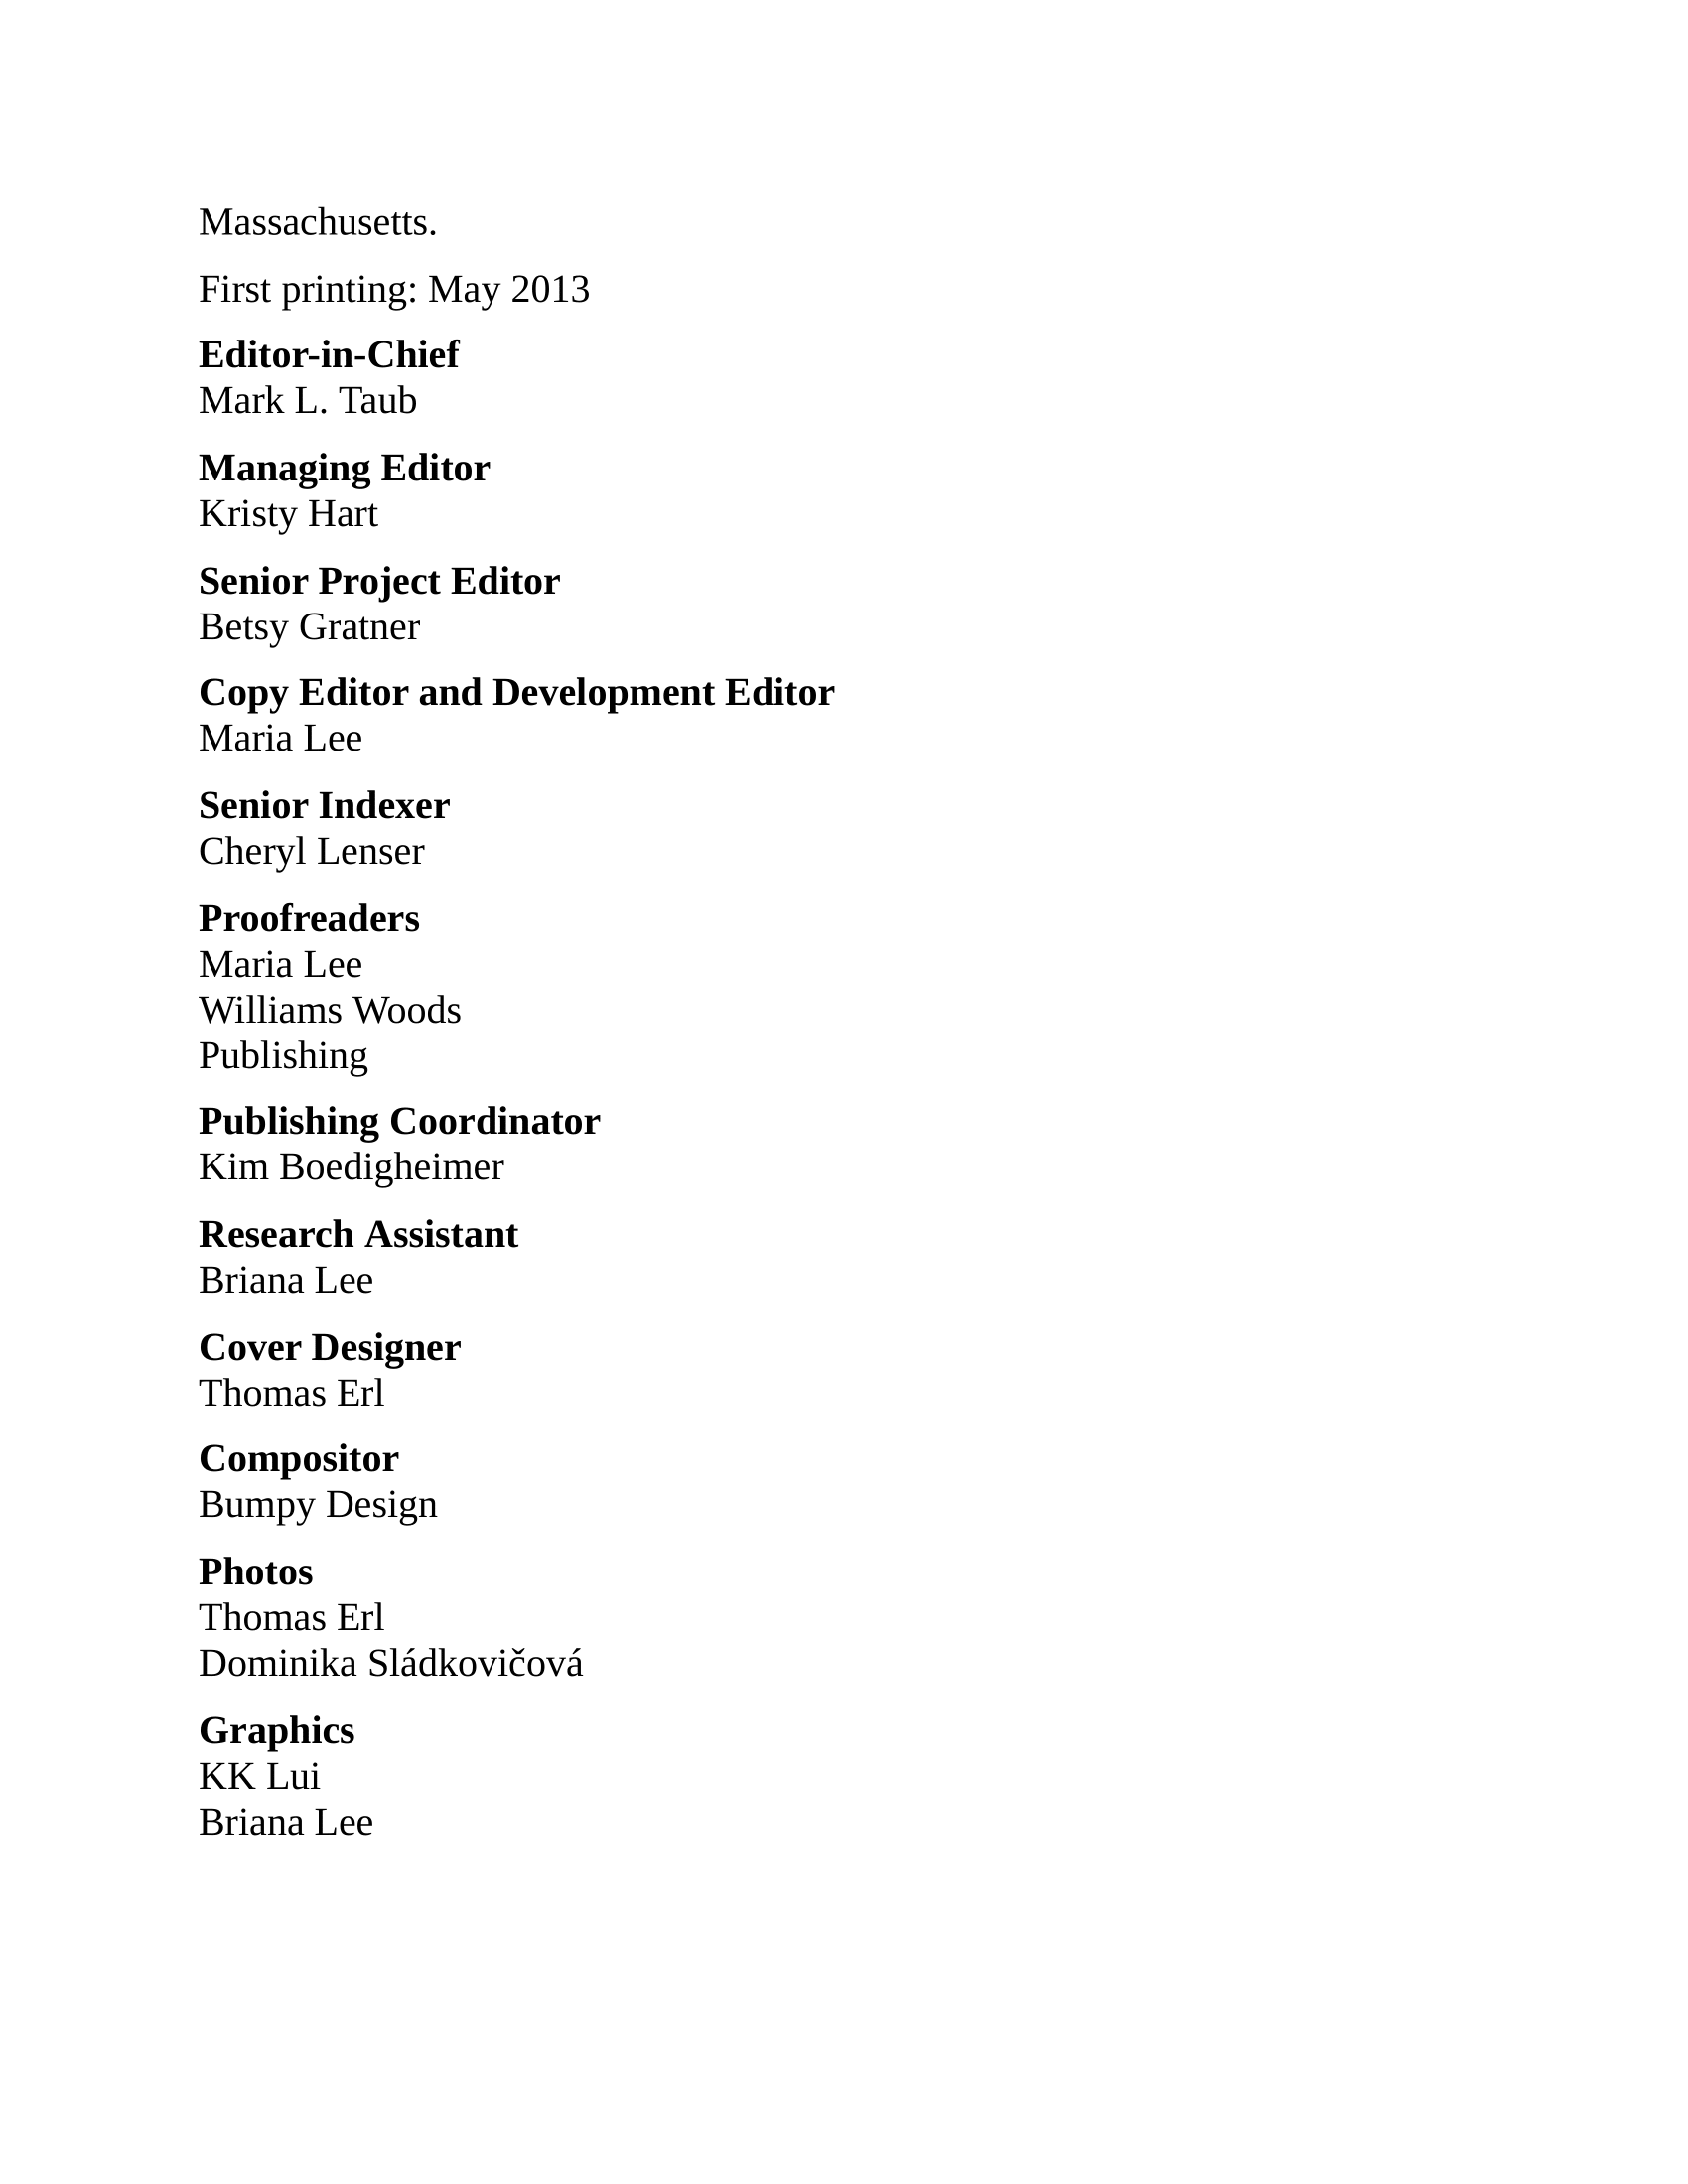 Massachusetts.
First printing: May 2013
Editor-in-Chief
Mark L. Taub
Managing Editor
Kristy Hart
Senior Project Editor
Betsy Gratner
Copy Editor and Development Editor
Maria Lee
Senior Indexer
Cheryl Lenser
Proofreaders
Maria Lee
Williams Woods
Publishing
Publishing Coordinator
Kim Boedigheimer
Research Assistant
Briana Lee
Cover Designer
Thomas Erl
Compositor
Bumpy Design
Photos
Thomas Erl
Dominika Sládkovičová
Graphics
KK Lui
Briana Lee